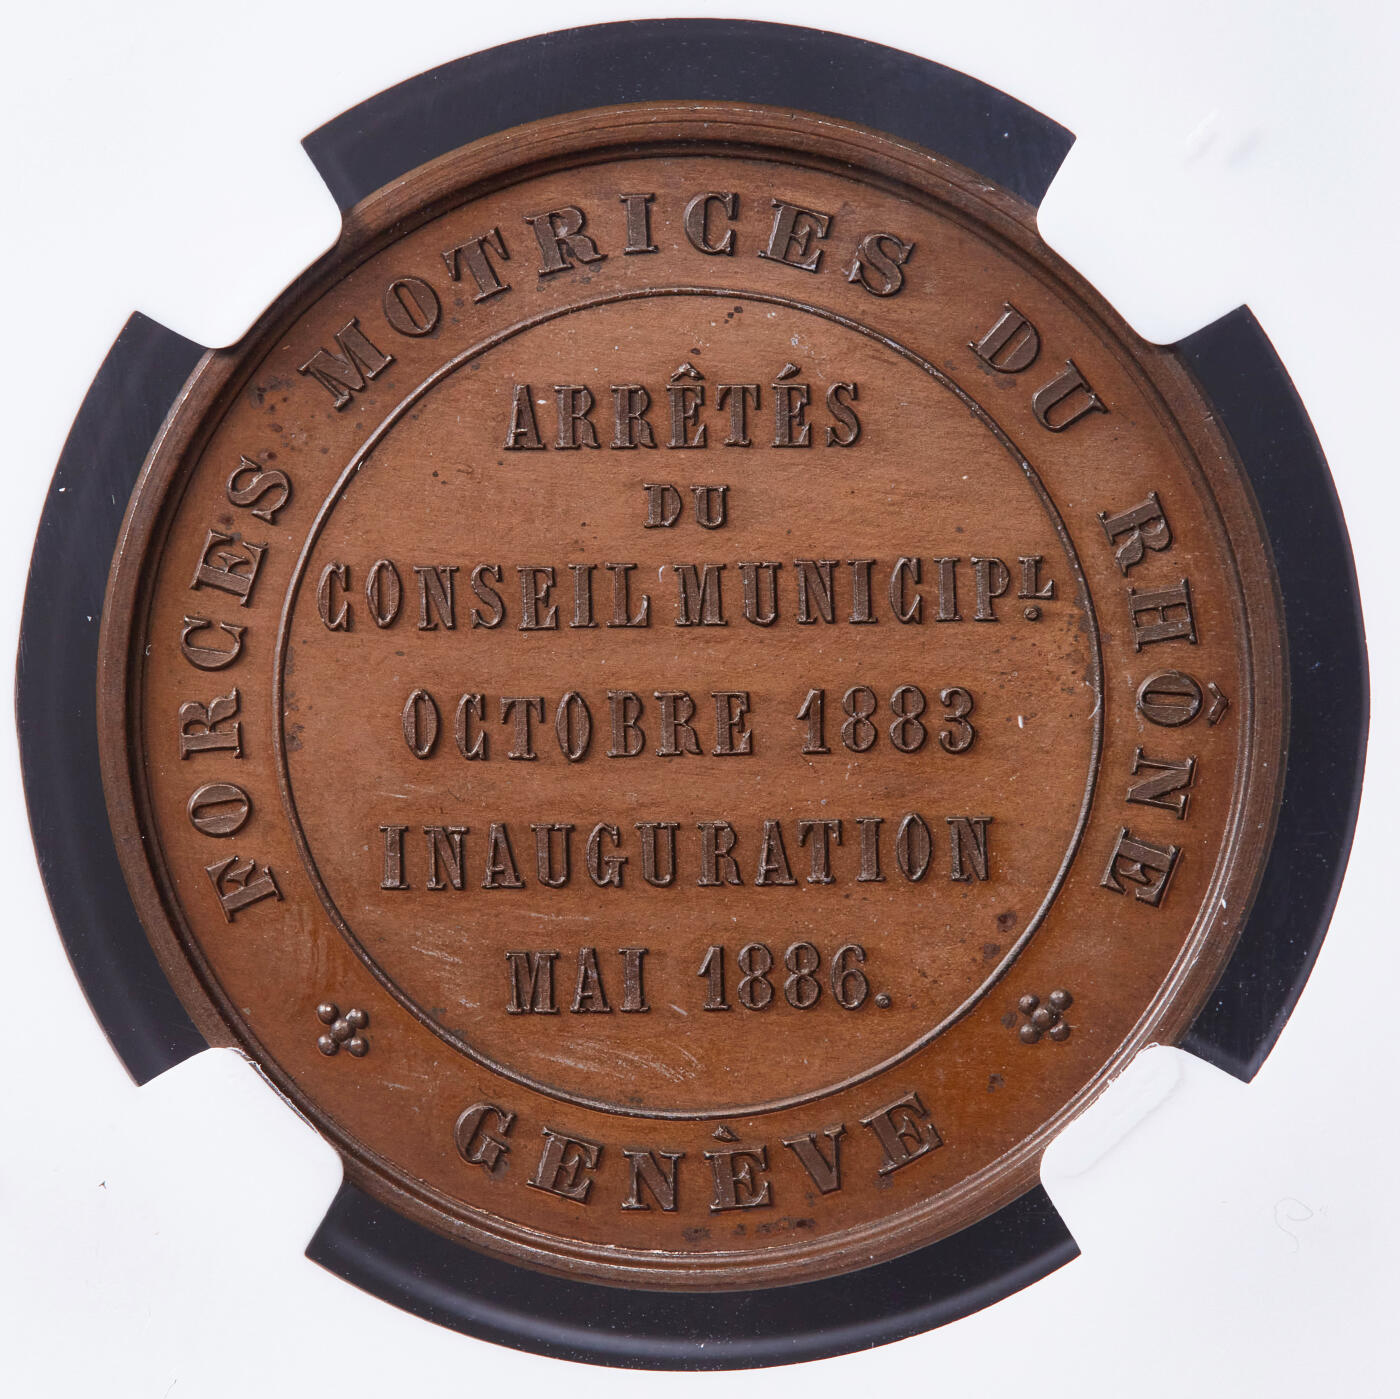 FORCES MOTRICES DU RHÔNE
ARRÊTÉS
DU
CONSEIL MUNICIPL.
OCTOBRE 1883
INAUGURATION
MAI 1886.
GENÈVE